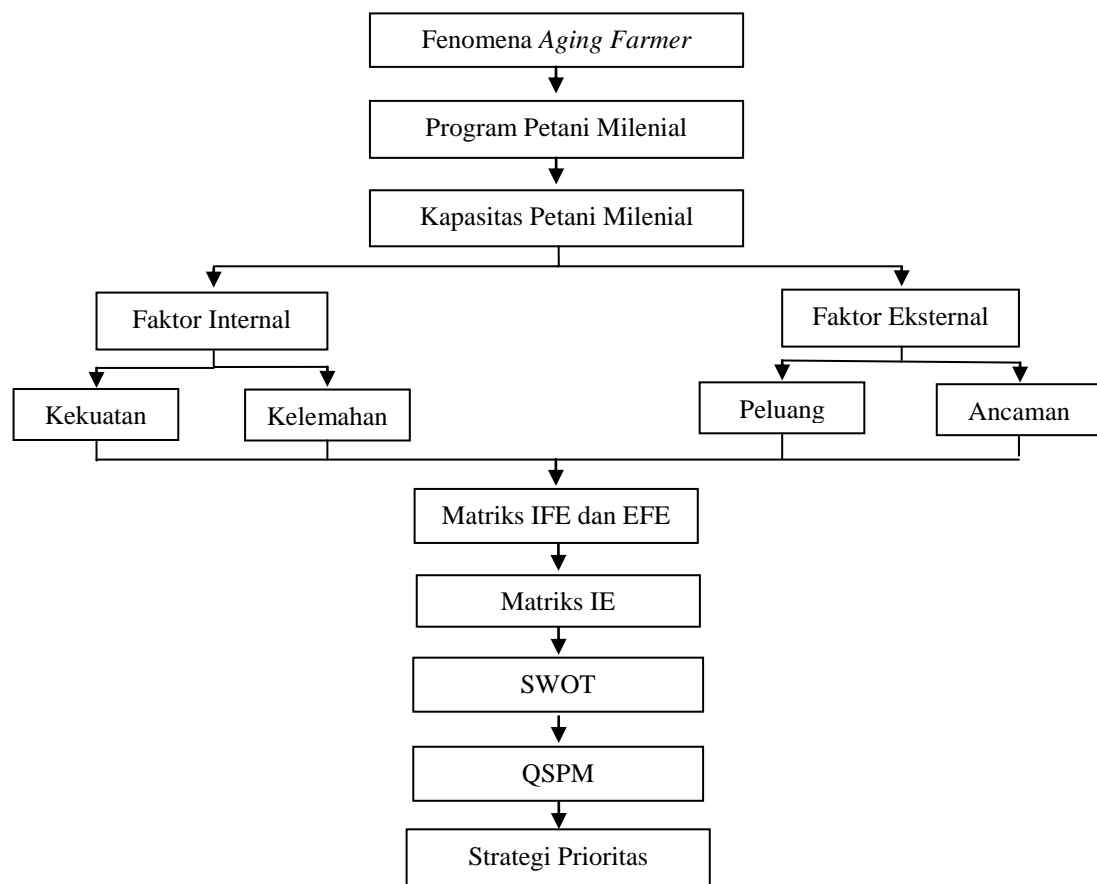 Fenomena Aging Farmer
Program Petani Milenial
Kapasitas Petani Milenial
Faktor Internal
Faktor Eksternal
Kekuatan
Kelemahan
Peluang
Ancaman
Matriks IFE dan EFE
Matriks IE
SWOT
QSPM
Strategi Prioritas